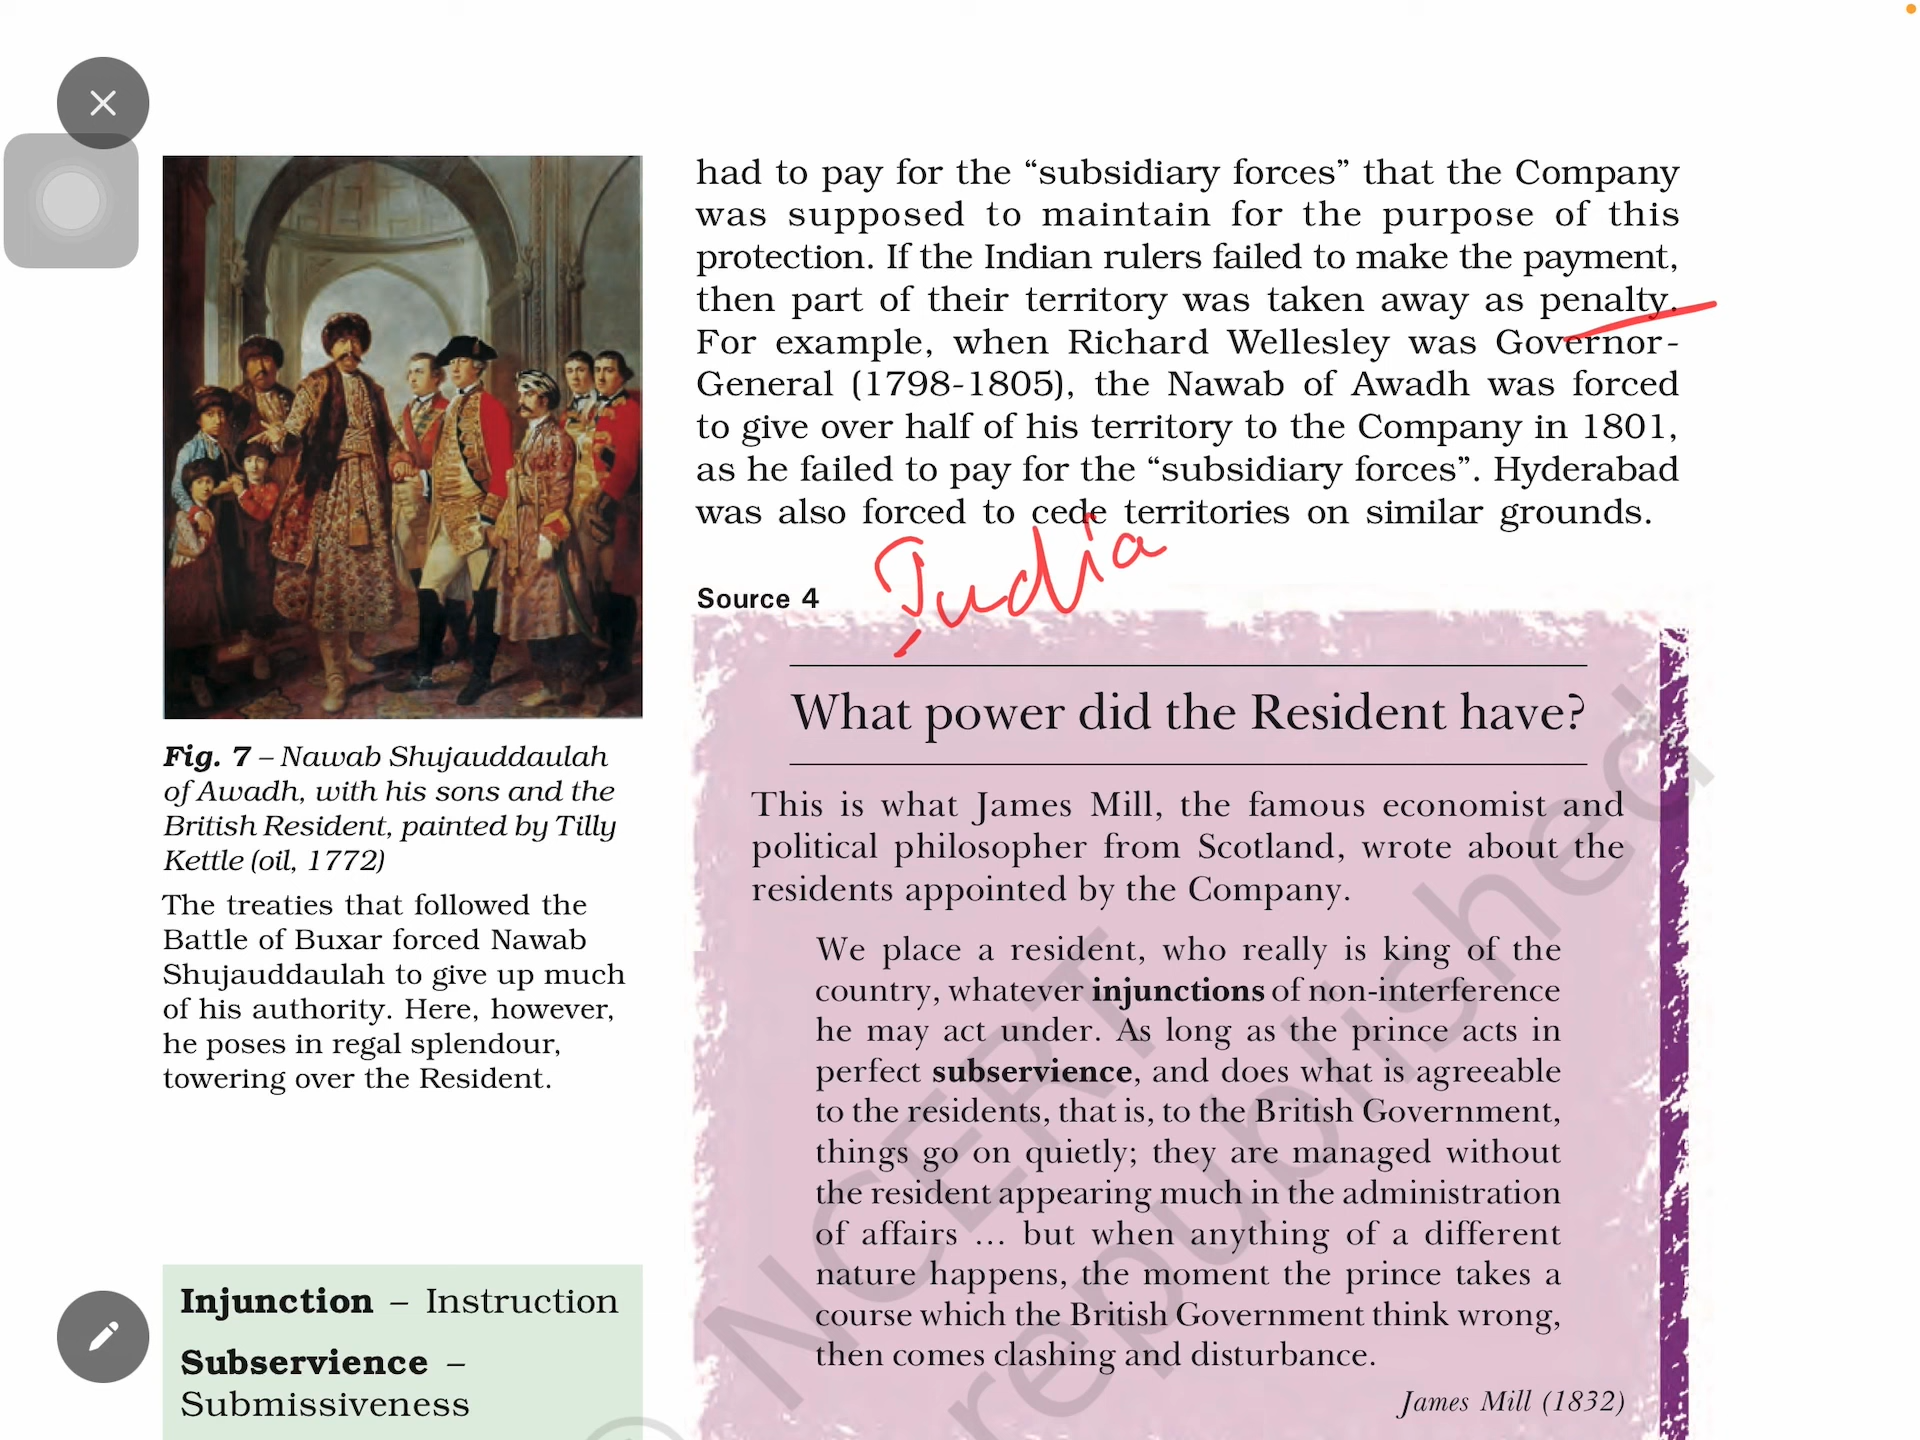 had to pay for the “subsidiary forces” that the Company
was supposed to maintain for the purpose of this
protection. If the Indian rulers failed to make the payment,
then part of their territory was taken away as penalty.
For example, when Richard Wellesley was Governor-
General (1798-1805), the Nawab of Awadh was forced
to give over half of his territory to the Company in 1801,
as he failed to pay for the “subsidiary forces”. Hyderabad
was also forced to cede territories on similar grounds.
India
Fig. 7 – Nawab Shujauddaulah
of Awadh, with his sons and the
British Resident, painted by Tilly
Kettle (oil, 1772)
The treaties that followed the
Battle of Buxar forced Nawab
Shujauddaulah to give up much
of his authority. Here, however,
he poses in regal splendour,
towering over the Resident.
Injunction – Instruction
Subservience –
Submissiveness
Source 4
What power did the Resident have?
This is what James Mill, the famous economist and
political philosopher from Scotland, wrote about the
residents appointed by the Company.
We place a resident, who really is king of the
country, whatever injunctions of non-interference
he may act under. As long as the prince acts in
perfect subservience, and does what is agreeable
to the residents, that is, to the British Government,
things go on quietly; they are managed without
the resident appearing much in the administration
of affairs ... but when anything of a different
nature happens, the moment the prince takes a
course which the British Government think wrong,
then comes clashing and disturbance.
James Mill (1832)
© NCERT
republished